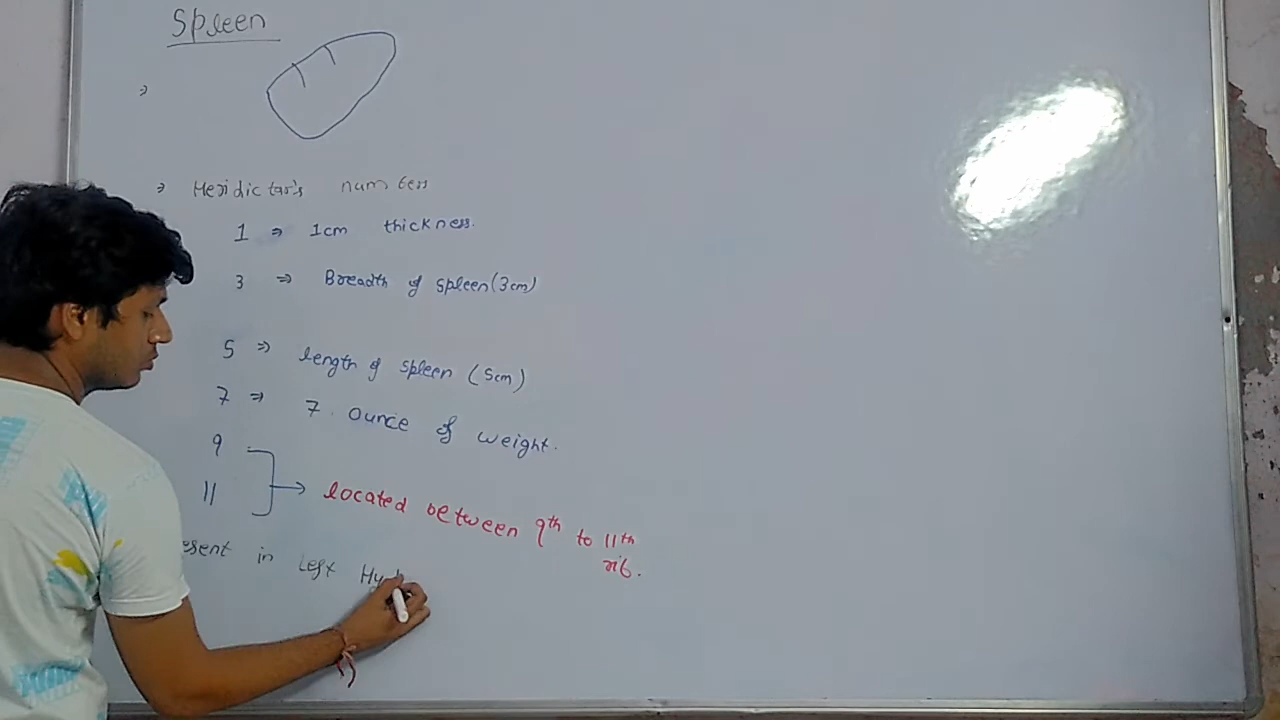 Spleen
⇒ numbers
1 ⇒ 1cm thickness.
3 ⇒ Breadth of spleen (3cm)
5 ⇒ length of spleen (5cm)
7 ⇒ 7. ounce of weight.
9
11
→ located between 9th to 11th
rib.
esent in Left Hy